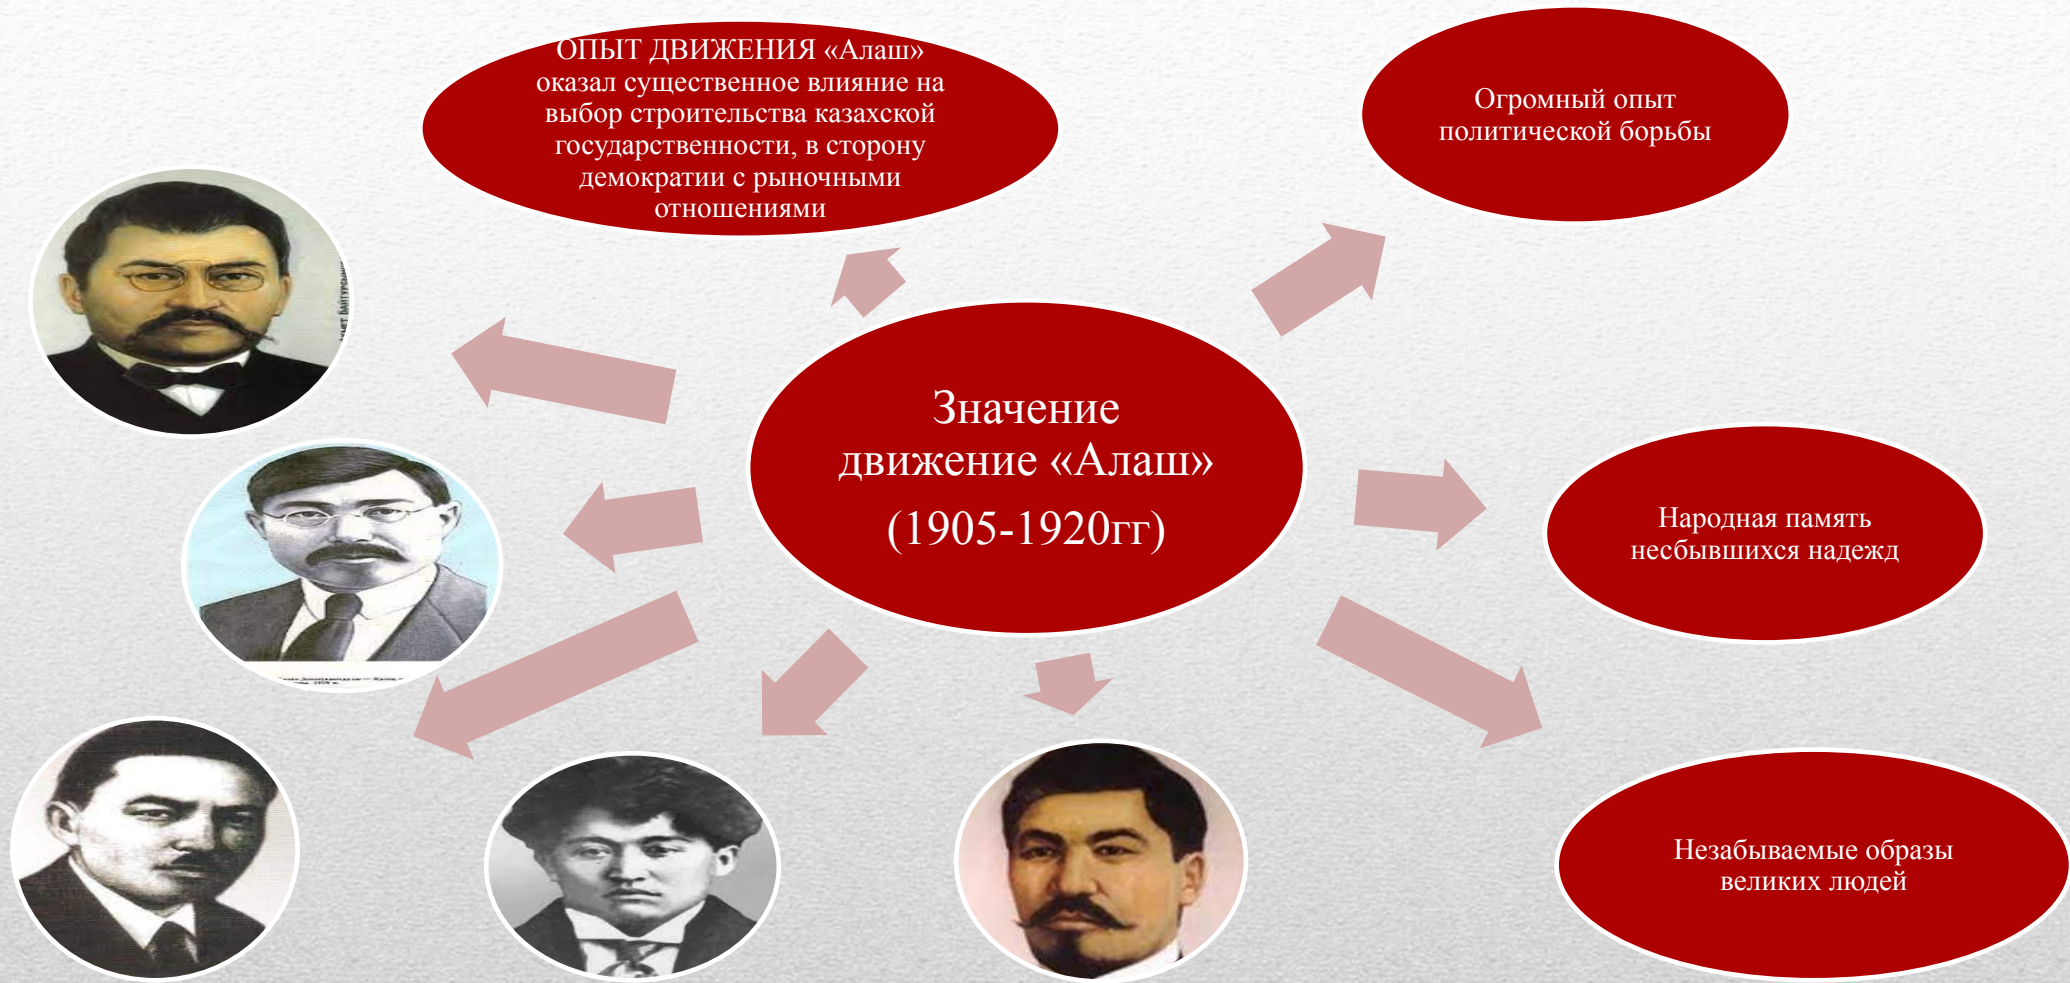 ОПЫТ ДВИЖЕНИЯ «Алаш»
оказал существенное влияние на
выбор строительства казахской
государственности, в сторону
демократии с рыночными
отношениями
Огромный опыт
политической борьбы
Значение
движение «Алаш»
(1905-1920гг)
Народная память
несбывшихся надежд
Незабываемые образы
великих людей